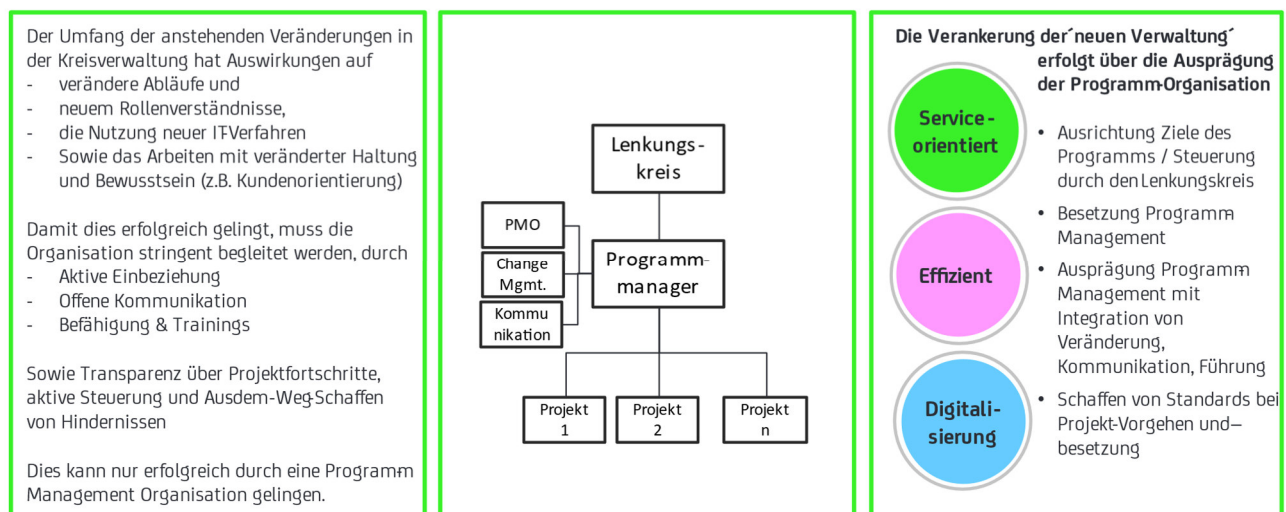 Der Umfang der anstehenden Veränderungen in
der Kreisverwaltung hat Auswirkungen auf
- verändere Abläufe und
- neuem Rollenverständnisse,
- die Nutzung neuer IT-Verfahren
- Sowie das Arbeiten mit veränderter Haltung
und Bewusstsein (z.B. Kundenorientierung)
Damit dies erfolgreich gelingt, muss die
Organisation stringent begleitet werden, durch
- Aktive Einbeziehung
- Offene Kommunikation
- Befähigung & Trainings
Sowie Transparenz über Projektfortschritte,
aktive Steuerung und Ausdem-Weg-Schaffen
von Hindernissen
Dies kann nur erfolgreich durch eine Programm-
Management Organisation gelingen.
Lenkungs-
kreis
PMO
Change
Mgmt.
Kommu
nikation
Programm-
manager
Projekt
1
Projekt
2
Projekt
n
Die Verankerung der ´neuen Verwaltung´
erfolgt über die Ausprägung
der Programm-Organisation
Service-
orientiert
Effizient
Digitali-
sierung
• Ausrichtung Ziele des
Programms / Steuerung
durch den Lenkungskreis
• Besetzung Programm-
Management
• Ausprägung Programm-
Management mit
Integration von
Veränderung,
Kommunikation, Führung
• Schaffen von Standards bei
Projekt-Vorgehen und–
besetzung